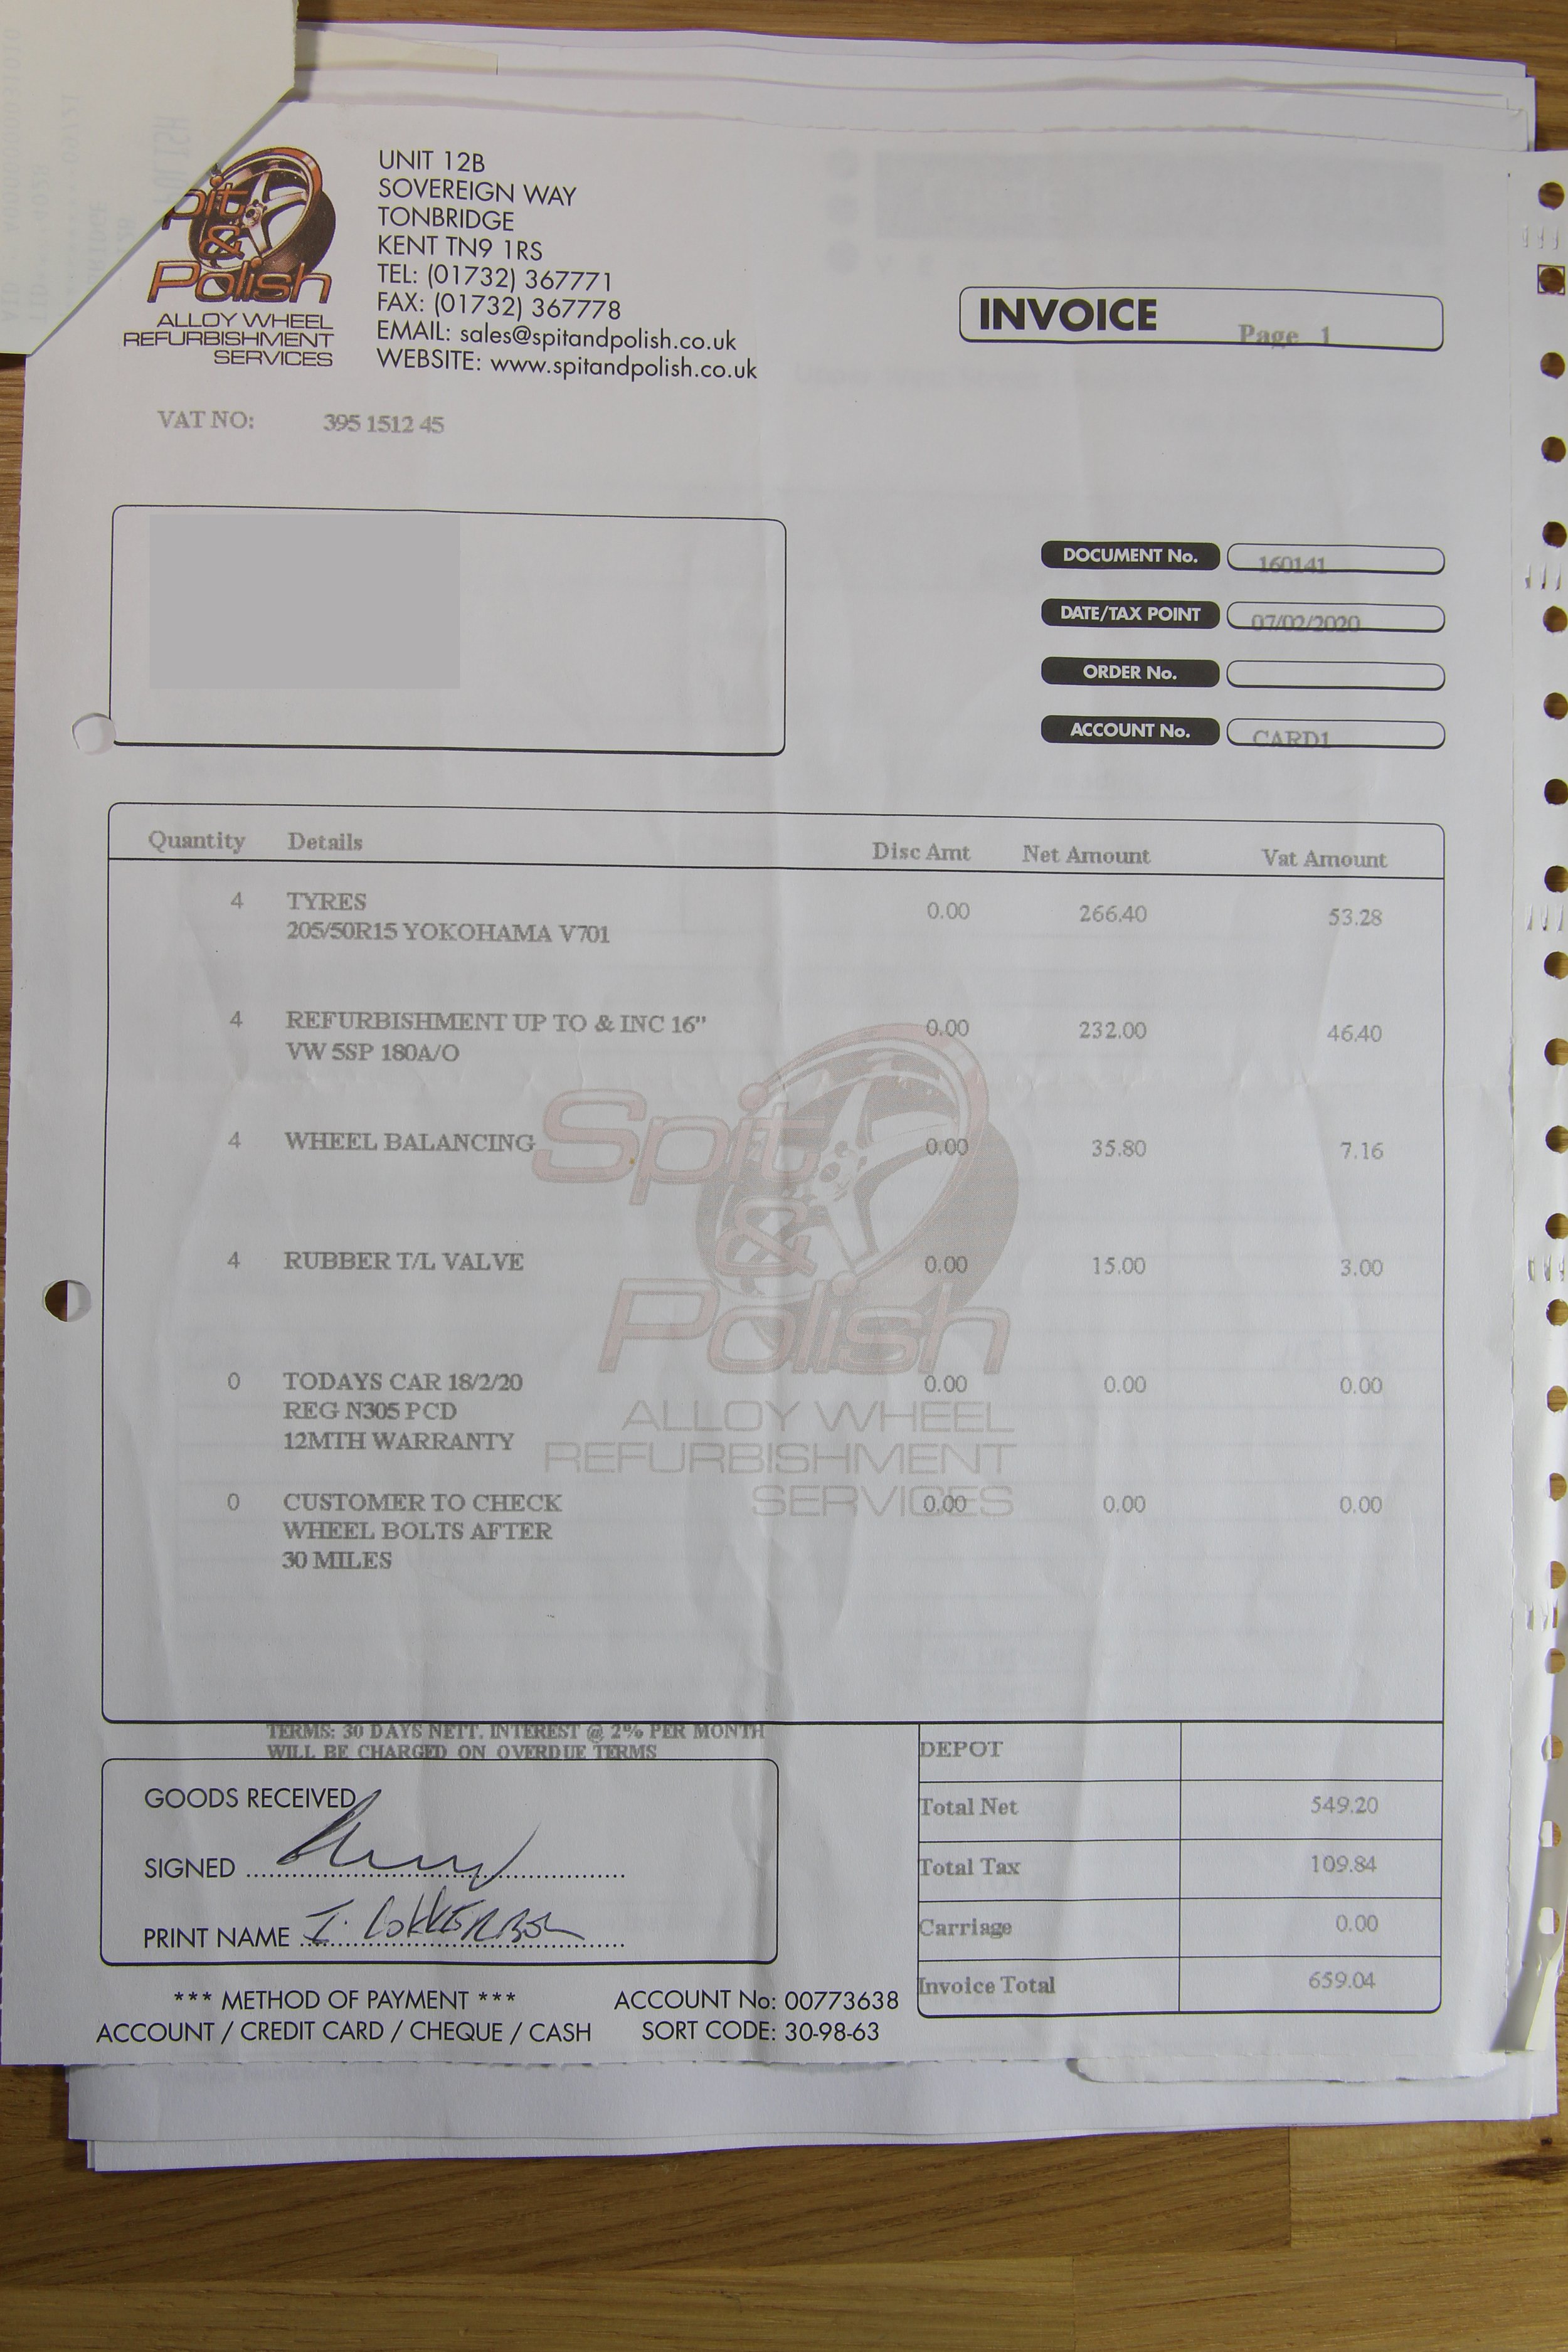 Spit
&
Polish
ALLOY WHEEL
REFURBISHMENT
SERVICES
UNIT 12B
SOVEREIGN WAY
TONBRIDGE
KENT TN9 1RS
TEL: (01732) 367771
FAX: (01732) 367778
EMAIL: sales@spitandpolish.co.uk
WEBSITE: www.spitandpolish.co.uk
INVOICE Page 1
VAT NO: 395 1512 45
DOCUMENT No. 160141
DATE/TAX POINT 07/02/2020
ORDER No.
ACCOUNT No. CARD1
Quantity Details Disc Amt Net Amount Vat Amount
4 TYRES 0.00 266.40 53.28
205/50R15 YOKOHAMA V701
4 REFURBISHMENT UP TO & INC 16" 0.00 232.00 46.40
VW 5SP 180A/O
4 WHEEL BALANCING 0.00 35.80 7.16
4 RUBBER T/L VALVE 0.00 15.00 3.00
0 TODAYS CAR 18/2/20 0.00 0.00 0.00
REG N305 PCD
12MTH WARRANTY
0 CUSTOMER TO CHECK 0.00 0.00 0.00
WHEEL BOLTS AFTER
30 MILES
Spit
&
Polish
ALLOY WHEEL
REFURBISHMENT
SERVICES
TERMS: 30 DAYS NETT. INTEREST @ 2% PER MONTH
WILL BE CHARGED ON OVERDUE TERMS
GOODS RECEIVED
SIGNED
PRINT NAME I.
DEPOT
Total Net 549.20
Total Tax 109.84
Carriage 0.00
Invoice Total 659.04
*** METHOD OF PAYMENT ***
ACCOUNT / CREDIT CARD / CHEQUE / CASH
ACCOUNT No: 00773638
SORT CODE: 30-98-63